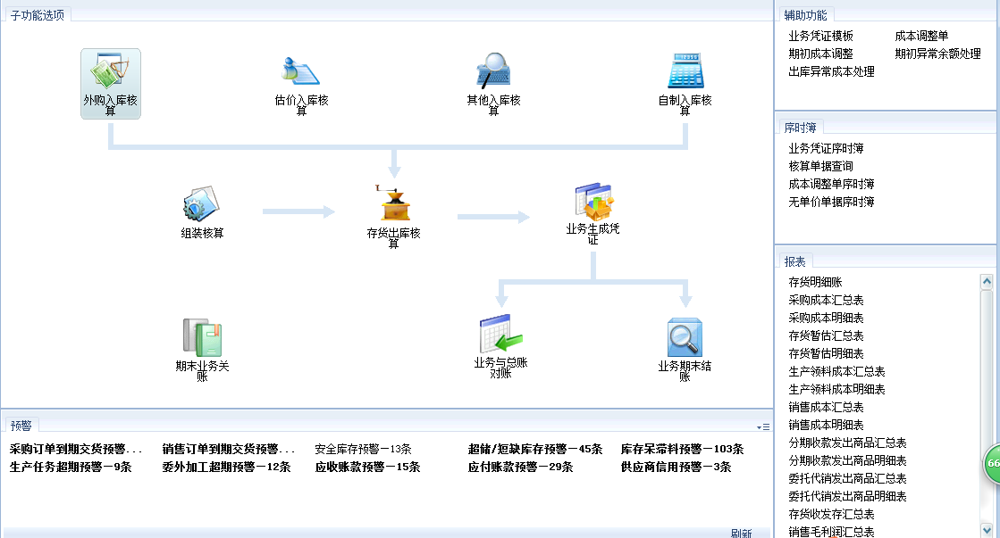 子功能选项
外购入库核
算
估价入库核
算
其他入库核
算
自制入库核
算
组装核算
存货出库核
算
业务生成凭
证
期末业务关
账
业务与总账
对账
业务期末结
账
预警
采购订单到期交货预警...
销售订单到期交货预警...
安全库存预警—13条
超储/短缺库存预警—45条
库存呆滞料预警—103条
生产任务超期预警—9条
委外加工超期预警—12条
应收账款预警—15条
应付账款预警—29条
供应商信用预警—3条
刷新
辅助功能
业务凭证模板
成本调整单
期初成本调整
期初异常余额处理
出库异常成本处理
序时簿
业务凭证序时簿
核算单据查询
成本调整单序时簿
无单价单据序时簿
报表
存货明细账
采购成本汇总表
采购成本明细表
存货暂估汇总表
存货暂估明细表
生产领料成本汇总表
生产领料成本明细表
销售成本汇总表
销售成本明细表
分期收款发出商品汇总表
分期收款发出商品明细表
委托代销发出商品汇总表
委托代销发出商品明细表
存货收发存汇总表
销售毛利润汇总表
66